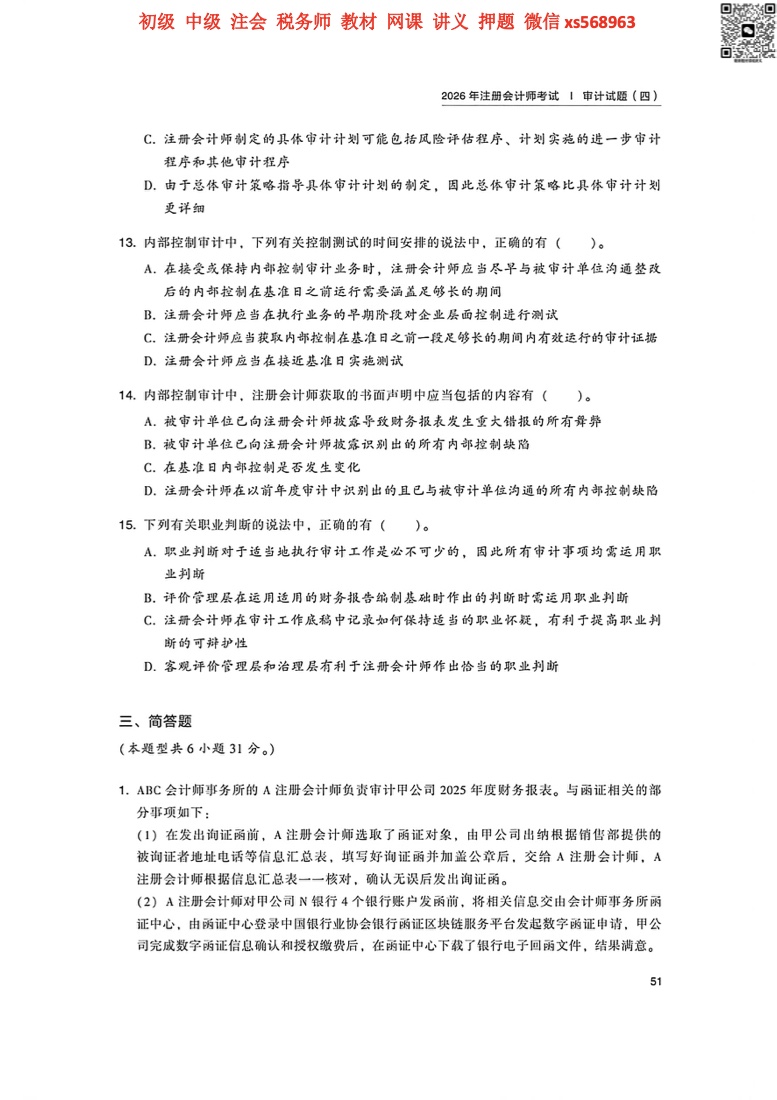 初级 中级 注会 税务师 教材 网课 讲义 押题 微信 xs568963
2026 年注册会计师考试 | 审计试题（四）
C. 注册会计师制定的具体审计计划可能包括风险评估程序、计划实施的进一步审计
程序和其他审计程序
D. 由于总体审计策略指导具体审计计划的制定，因此总体审计策略比具体审计计划
更详细
13. 内部控制审计中，下列有关控制测试的时间安排的说法中，正确的有（　　）。
A. 在接受或保持内部控制审计业务时，注册会计师应当尽早与被审计单位沟通整改
后的内部控制在基准日之前运行需要涵盖足够长的期间
B. 注册会计师应当在执行业务的早期阶段对企业层面控制进行测试
C. 注册会计师应当获取内部控制在基准日之前一段足够长的期间内有效运行的审计证据
D. 注册会计师应当在接近基准日实施测试
14. 内部控制审计中，注册会计师获取的书面声明中应当包括的内容有（　　）。
A. 被审计单位已向注册会计师披露导致财务报表发生重大错报的所有舞弊
B. 被审计单位已向注册会计师披露识别出的所有内部控制缺陷
C. 在基准日内部控制是否发生变化
D. 注册会计师在以前年度审计中识别出的且已与被审计单位沟通的所有内部控制缺陷
15. 下列有关职业判断的说法中，正确的有（　　）。
A. 职业判断对于适当地执行审计工作是必不可少的，因此所有审计事项均需运用职
业判断
B. 评价管理层在运用适用的财务报告编制基础时作出的判断时需运用职业判断
C. 注册会计师在审计工作底稿中记录如何保持适当的职业怀疑，有利于提高职业判
断的可辩护性
D. 客观评价管理层和治理层有利于注册会计师作出恰当的职业判断
三、简答题
（本题型共 6 小题 31 分。）
1. ABC 会计师事务所的 A 注册会计师负责审计甲公司 2025 年度财务报表。与函证相关的部
分事项如下：
（1）在发出询证函前，A 注册会计师选取了函证对象，由甲公司出纳根据销售部提供的
被询证者地址电话等信息汇总表，填写好询证函并加盖公章后，交给 A 注册会计师，A
注册会计师根据信息汇总表一一核对，确认无误后发出询证函。
（2）A 注册会计师对甲公司 N 银行 4 个银行账户发函前，将相关信息交由会计师事务所函
证中心，由函证中心登录中国银行业协会银行函证区块链服务平台发起数字函证申请，甲公
司完成数字函证信息确认和授权缴费后，在函证中心下载了银行电子回函文件，结果满意。
51